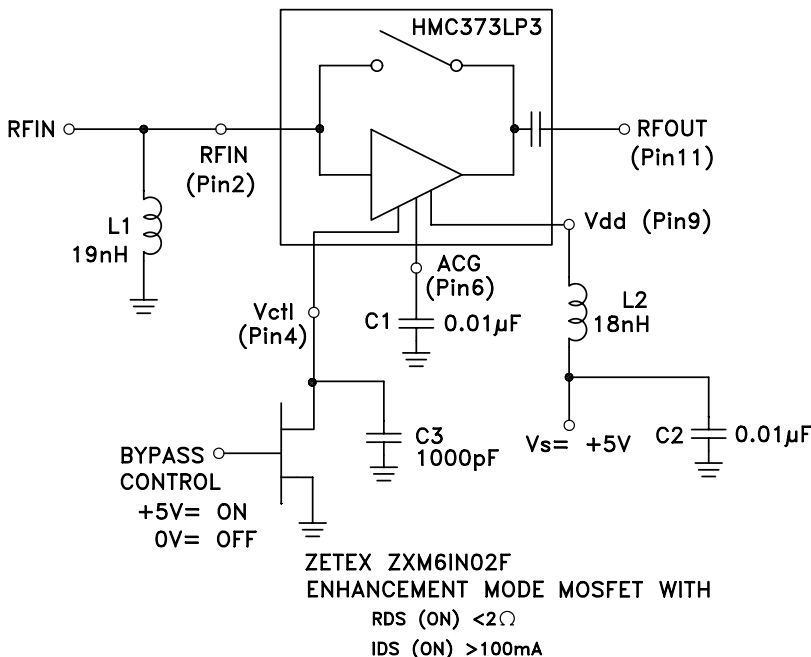 HMC373LP3
RFIN
RFIN
(Pin2)
RFOUT
(Pin11)
L1
19nH
Vdd (Pin9)
ACG
(Pin6)
Vctl
(Pin4)
C1
0.01µF
L2
18nH
C3
1000pF
Vs= +5V
C2
0.01µF
BYPASS
CONTROL
+5V= ON
0V= OFF
ZETEX ZXM6IN02F
ENHANCEMENT MODE MOSFET WITH
RDS (ON) <2Ω
IDS (ON) >100mA